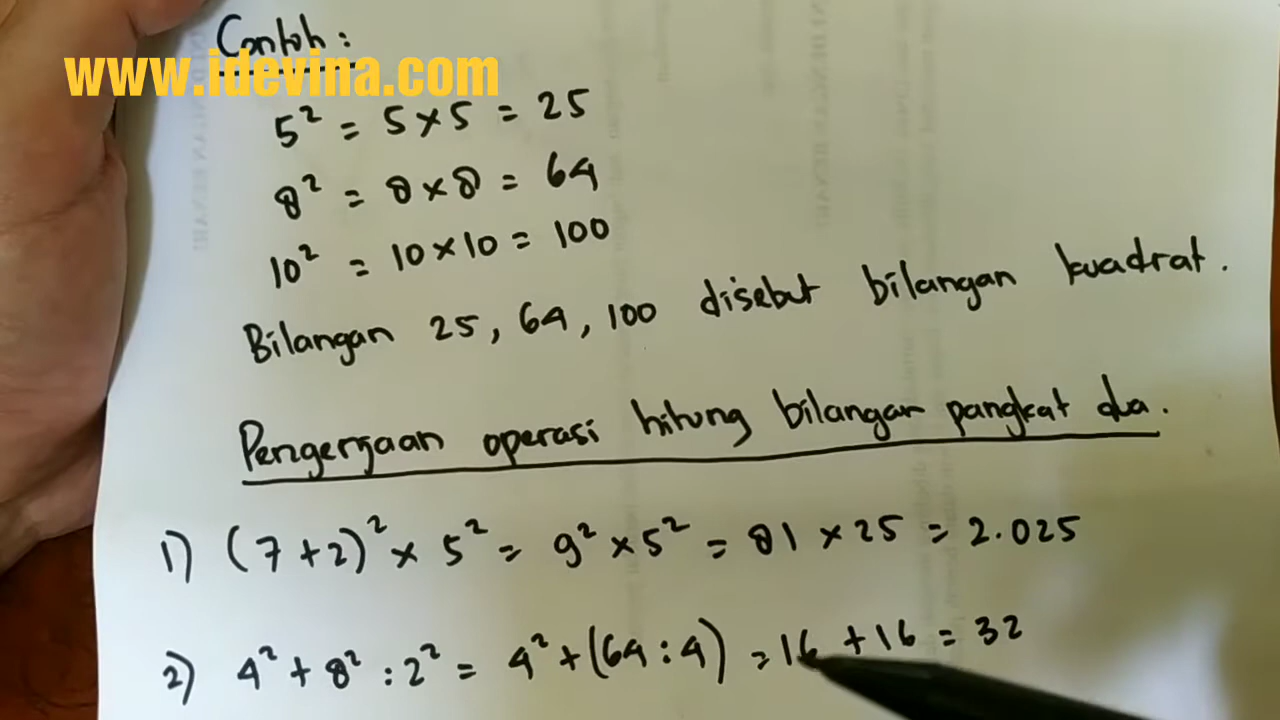 Contoh :
www.idevina.com
5² = 5 × 5 = 25
8² = 8 × 8 = 64
10² = 10 × 10 = 100
Bilangan 25, 64, 100 disebut bilangan kuadrat.
Pengerjaan operasi hitung bilangan pangkat dua.
1) (7 + 2)² × 5² = 9² × 5² = 81 × 25 = 2.025
2) 4² + 8² : 2² = 4² + (64 : 4) = 16 + 16 = 32